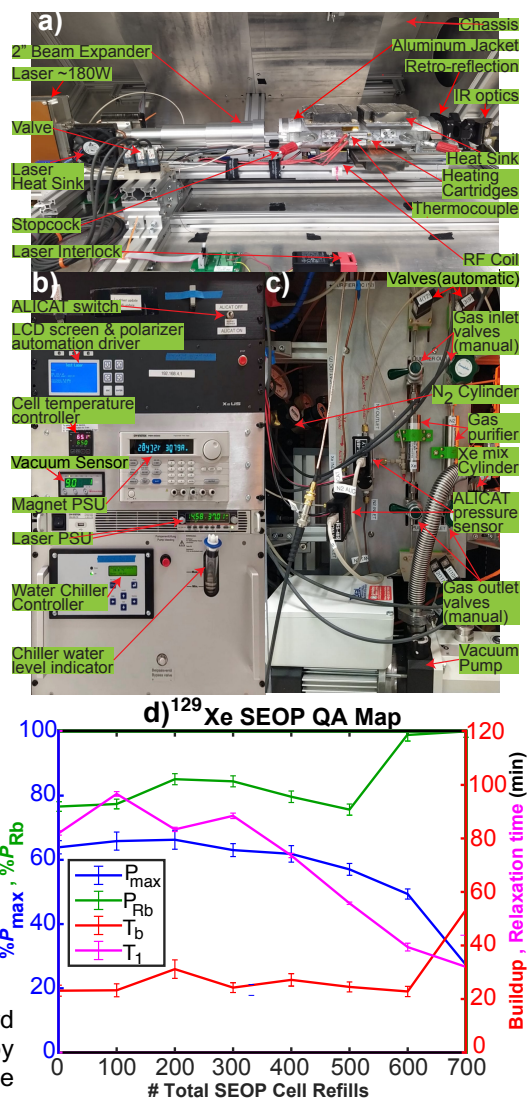 a)
Chassis
2” Beam Expander
Aluminum Jacket
Laser ~180W
Retro-reflection
IR optics
Valve
Laser
Heat Sink
Heat Sink
Heating
Cartridges
Stopcock
Thermocouple
Laser Interlock
RF Coil
b)
ALICAT switch
ALICAT OFF
ALICAT ON
LCD screen & polarizer
automation driver
Cell temperature
controller
Vacuum Sensor
Magnet PSU
Laser PSU
Water Chiller
Controller
Chiller water
level indicator
c)
Valves(automatic)
Gas inlet
valves
(manual)
N2 Cylinder
Gas
purifier
Xe mix
Cylinder
ALICAT
pressure
sensor
Gas outlet
valves
(manual)
Vacuum
Pump
d) 129Xe SEOP QA Map
%Pmax, %PRb
100
80
60
40
20
0
Pmax
PRb
Tb
T1
120
100
80
60
40
20
0
Buildup, Relaxation time (min)
0 100 200 300 400 500 600 700
# Total SEOP Cell Refills
d
by
e